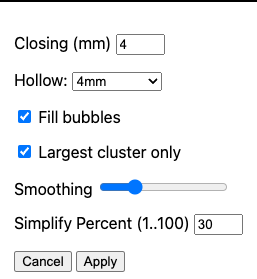 Closing (mm) 4
Hollow: 4mm
Fill bubbles
Largest cluster only
Smoothing
Simplify Percent (1..100) 30
Cancel Apply